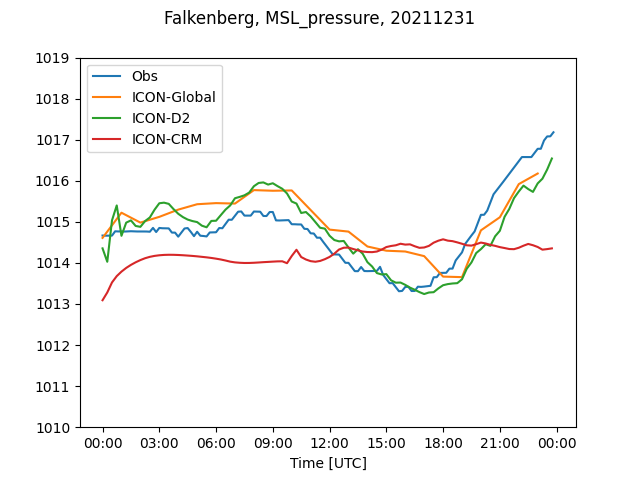 Falkenberg, MSL_pressure, 20211231
1019
1018
1017
1016
1015
1014
1013
1012
1011
1010
Obs
ICON-Global
ICON-D2
ICON-CRM
00:00 03:00 06:00 09:00 12:00 15:00 18:00 21:00 00:00
Time [UTC]